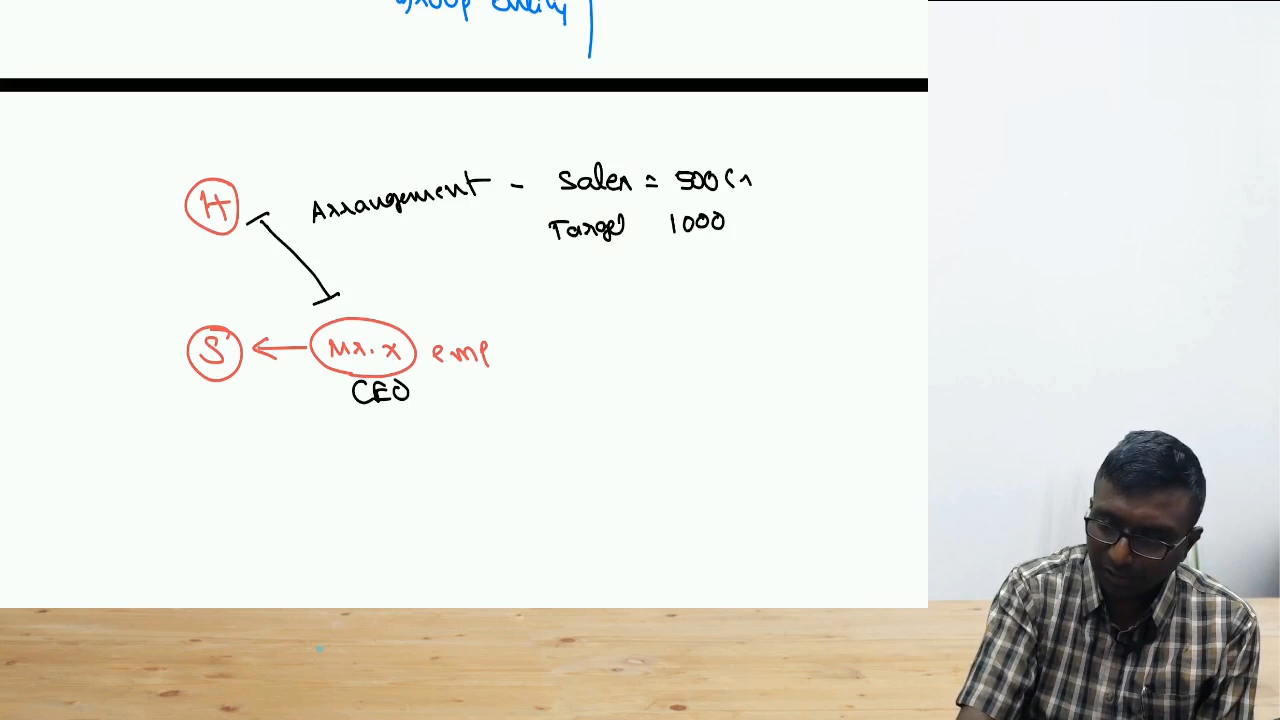 group entity
H
Arrangement - Sales = 500 Cr
Target 1000
S
Mr. X emp
CEO